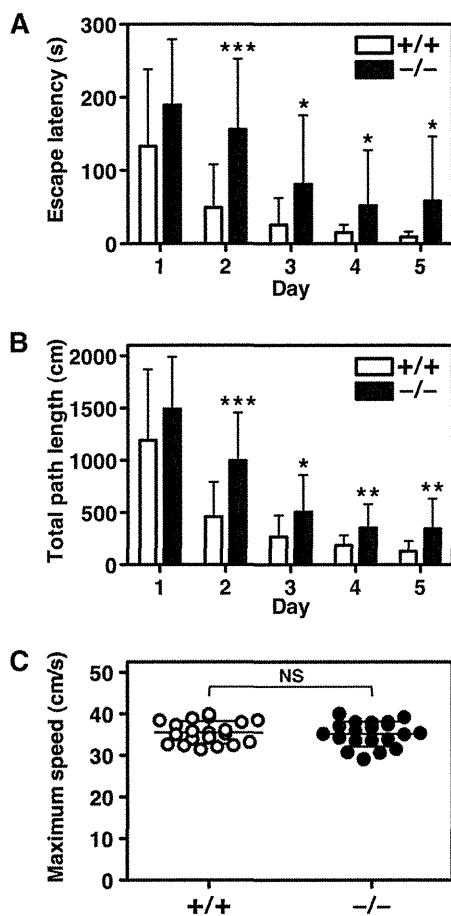 A
Escape latency (s)
300
200
100
0
+/+
−/−
***
*
*
*
1 2 3 4 5
Day
B
Total path length (cm)
2000
1500
1000
500
0
+/+
−/−
***
*
**
**
1 2 3 4 5
Day
C
Maximum speed (cm/s)
50
40
30
20
10
0
NS
+/+ −/−